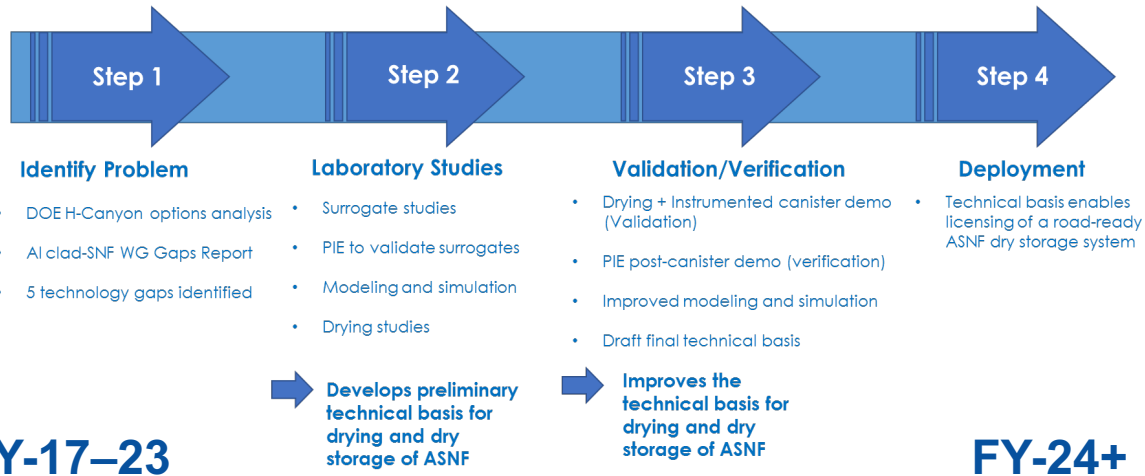 Step 1
Step 2
Step 3
Step 4
Identify Problem
• DOE H-Canyon options analysis
• Al clad-SNF WG Gaps Report
• 5 technology gaps identified
Laboratory Studies
• Surrogate studies
• PIE to validate surrogates
• Modeling and simulation
• Drying studies
Develops preliminary
technical basis for
drying and dry
storage of ASNF
Validation/Verification
• Drying + Instrumented canister demo
(Validation)
• PIE post-canister demo (verification)
• Improved modeling and simulation
• Draft final technical basis
Improves the
technical basis for
drying and dry
storage of ASNF
Deployment
• Technical basis enables
licensing of a road-ready
ASNF dry storage system
Y-17–23
FY-24+